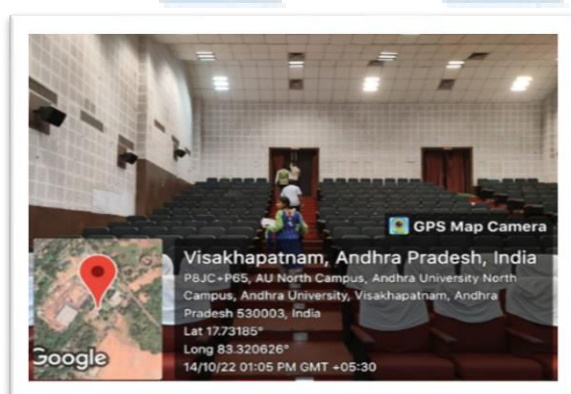 GPS Map Camera
Visakhapatnam, Andhra Pradesh, India
P8JC+P65, AU North Campus, Andhra University North
Campus, Andhra University, Visakhapatnam, Andhra
Pradesh 530003, India
Lat 17.73185°
Long 83.320626°
14/10/22 01:05 PM GMT +05:30
Google